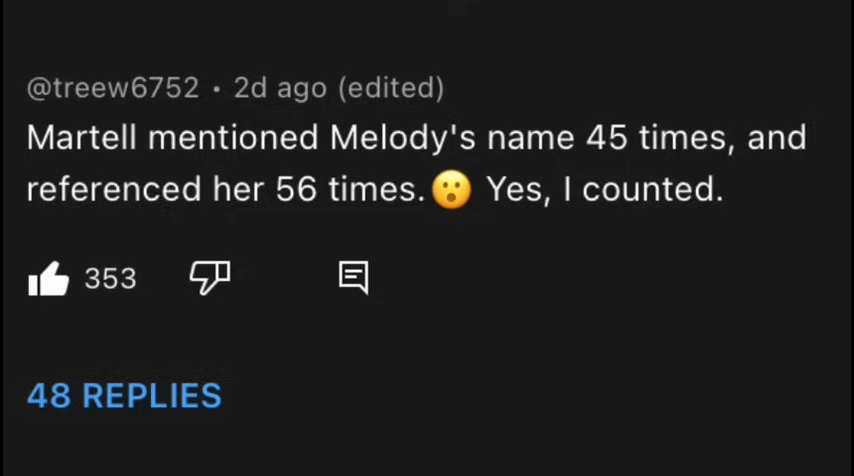 @treew6752 • 2d ago (edited)
Martell mentioned Melody's name 45 times, and
referenced her 56 times.😮 Yes, I counted.
353
48 REPLIES